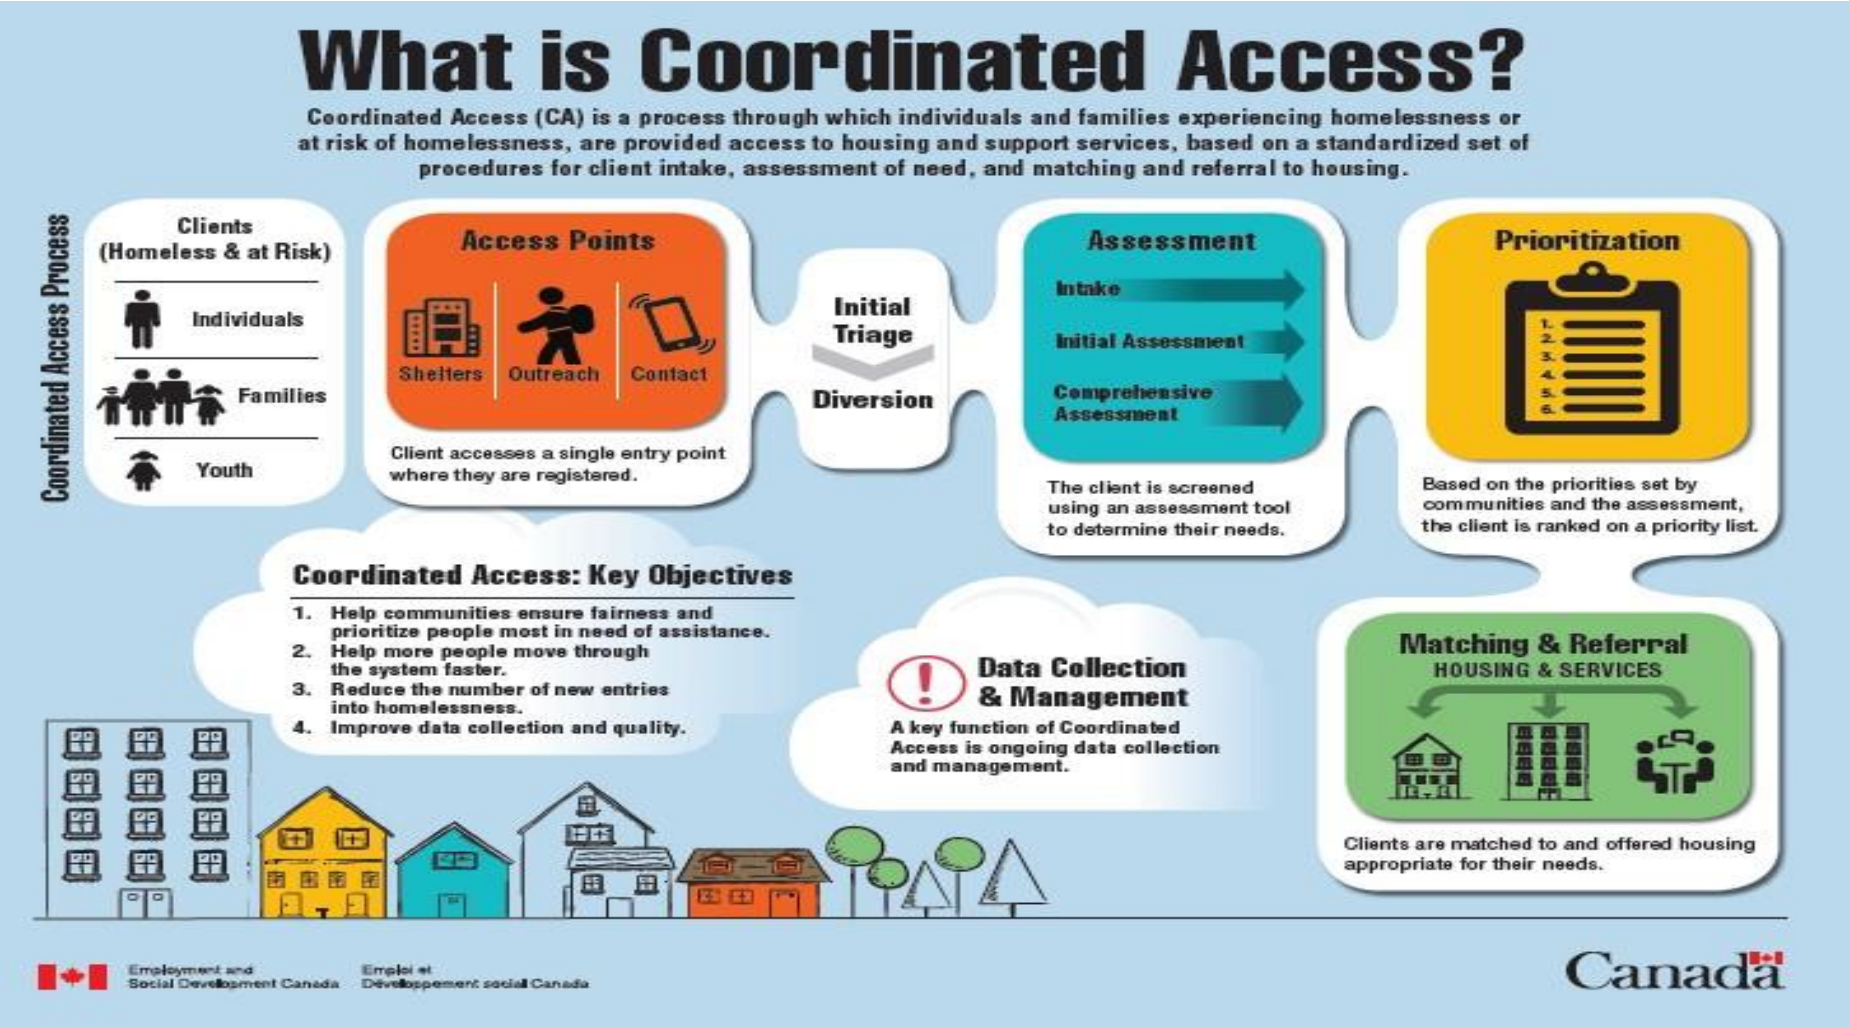 What is Coordinated Access?
Coordinated Access (CA) is a process through which individuals and families experiencing homelessness or
at risk of homelessness, are provided access to housing and support services, based on a standardized set of
procedures for client intake, assessment of need, and matching and referral to housing.
Coordinated Access Process
Clients
(Homeless & at Risk)
Individuals
Families
Youth
Access Points
Shelters
Outreach
Contact
Client accesses a single entry point
where they are registered.
Initial
Triage
Diversion
Assessment
Intake
Initial Assessment
Comprehensive
Assessment
The client is screened
using an assessment tool
to determine their needs.
Prioritization
1.
2.
3.
4.
5.
6.
Based on the priorities set by
communities and the assessment,
the client is ranked on a priority list.
Matching & Referral
HOUSING & SERVICES
Clients are matched to and offered housing
appropriate for their needs.
Coordinated Access: Key Objectives
1. Help communities ensure fairness and
prioritize people most in need of assistance.
2. Help more people move through
the system faster.
3. Reduce the number of new entries
into homelessness.
4. Improve data collection and quality.
!
Data Collection
& Management
A key function of Coordinated
Access is ongoing data collection
and management.
Employment and
Social Development Canada
Emploi et
Développement social Canada
Canada